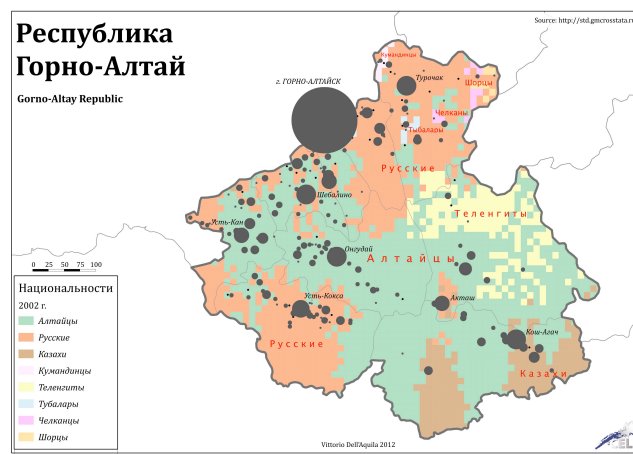 Республика
Горно-Алтай
Gorno-Altay Republic
Source: http://std.gmcrosstata.ru
Кумандинцы
Турочак
Шорцы
г. ГОРНО-АЛТАЙСК
Челканы
Тыбалары
Русские
Шебалино
Теленгиты
Усть-Кан
Онгудай
Алтайцы
0 25 50 75 100
Национальности
2002 г.
Алтайцы
Русские
Казахи
Кумандинцы
Теленгиты
Тубалары
Челканцы
Шорцы
Усть-Кокса
Акташ
Русские
Кош-Агач
Казахи
Vittorio Dell'Aquila 2012